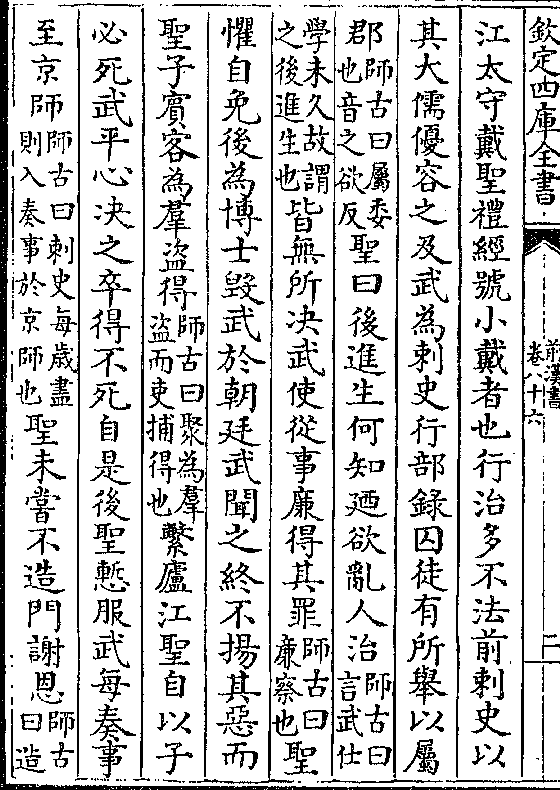 欽定四庫全書
前漢書
卷八十六
二
江太守戴聖禮經號小戴者也行治多不法前刺史以
其大儒優容之及武為刺史行部錄囚徒有所舉以屬
郡師古曰屬委也音之欲反聖曰後進生何知廼欲亂人治師古曰言武仕
學未久故謂之後進生也皆無所決武使從事廉得其罪師古曰廉察也聖
懼自免後為博士毀武於朝廷武聞之終不揚其惡而
聖子賓客為羣盜得師古曰聚為羣盜而吏捕得也繫廬江聖自以子
必死武平心決之卒得不死自是後聖慙服武每奏事
至京師師古曰刺史每歲盡則入奏事於京師也聖未嘗不造門謝恩師古曰造